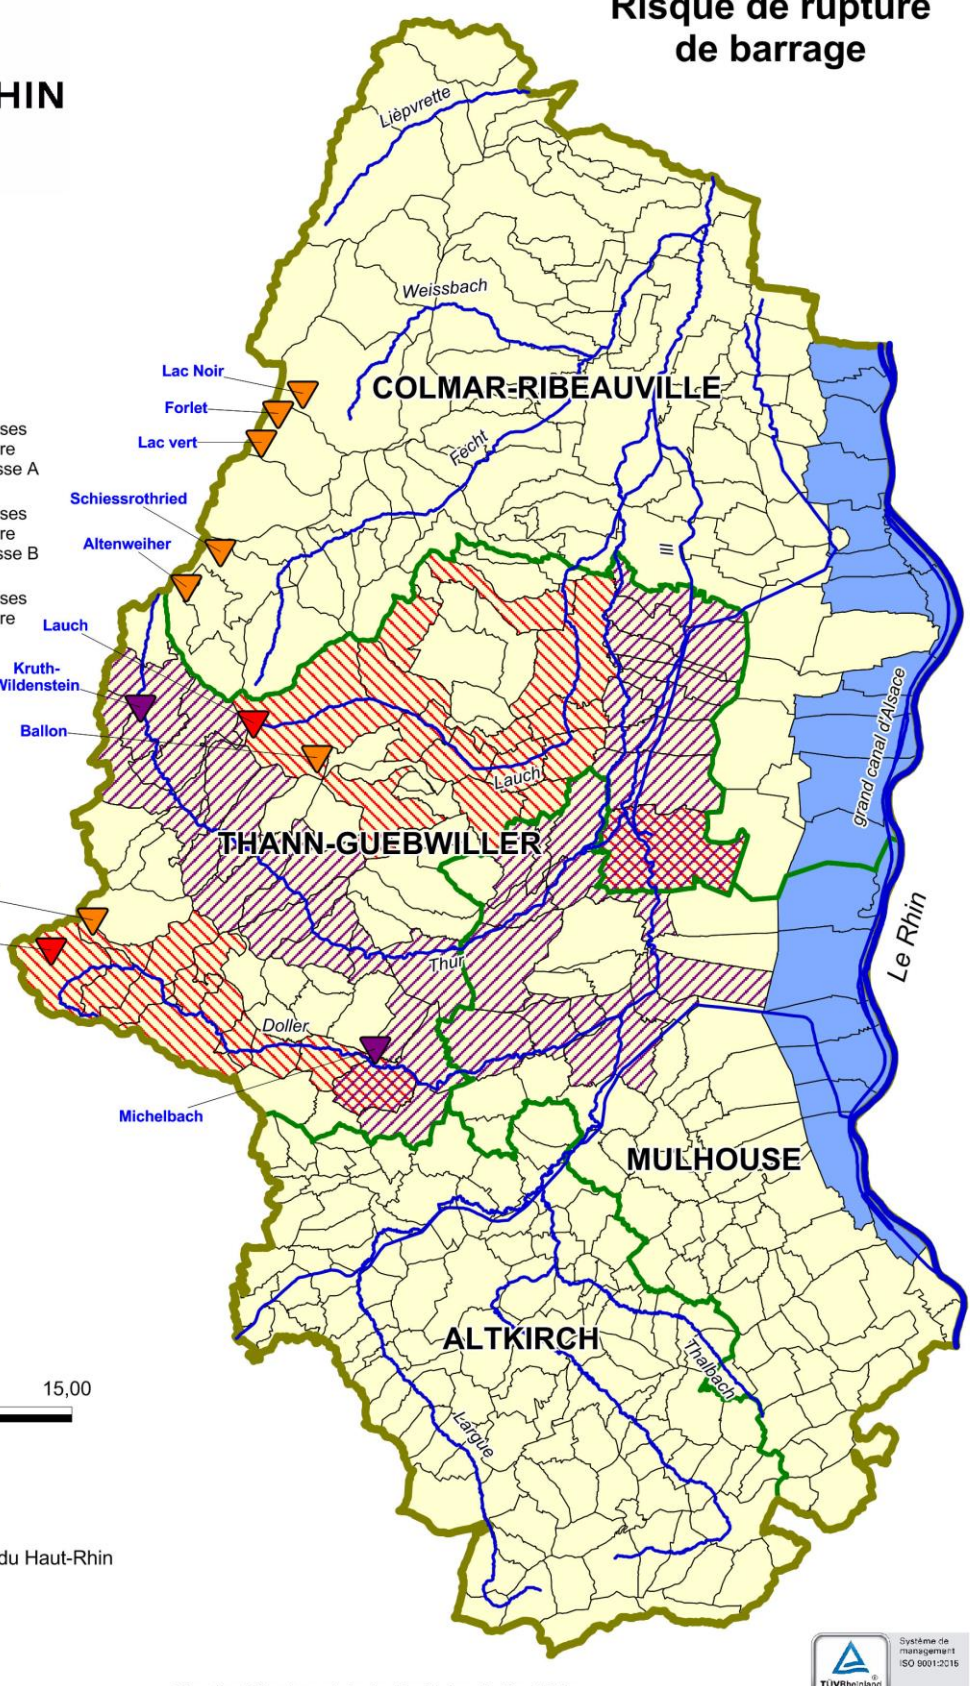 Risque de rupture
de barrage
HIN
Lièpvrette
Weissbach
Lac Noir
COLMAR-RIBEAUVILLE
Forlet
Lac vert
Fecht
ses
re
sse A
Schiessrothried
ses
re
sse B
Altenweiher
ses
re
Lauch
Kruth-
Wildenstein
Ballon
Lauch
grand canal d'Alsace
THANN-GUEBWILLER
Le Rhin
Thur
Doller
Michelbach
MULHOUSE
ALTKIRCH
Thalbach
15,00
Largue
du Haut-Rhin
Système de
management
ISO 9001:2015
TÜVRheinland